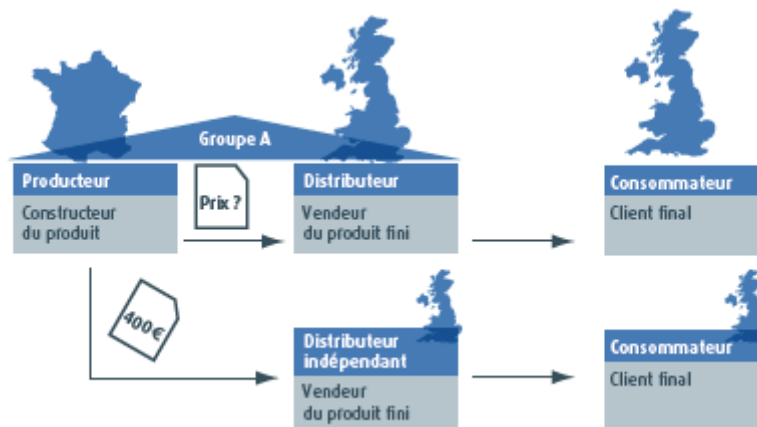 Groupe A
Producteur
Constructeur
du produit
Prix ?
Distributeur
Vendeur
du produit fini
Consommateur
Client final
400 €
Distributeur
indépendant
Vendeur
du produit fini
Consommateur
Client final